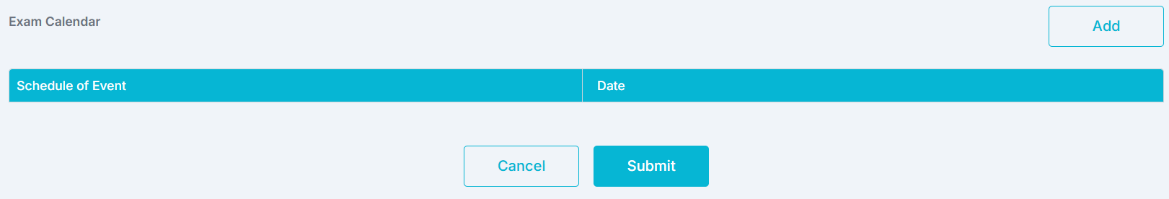 Exam Calendar
Add
Schedule of Event
Date
Cancel
Submit